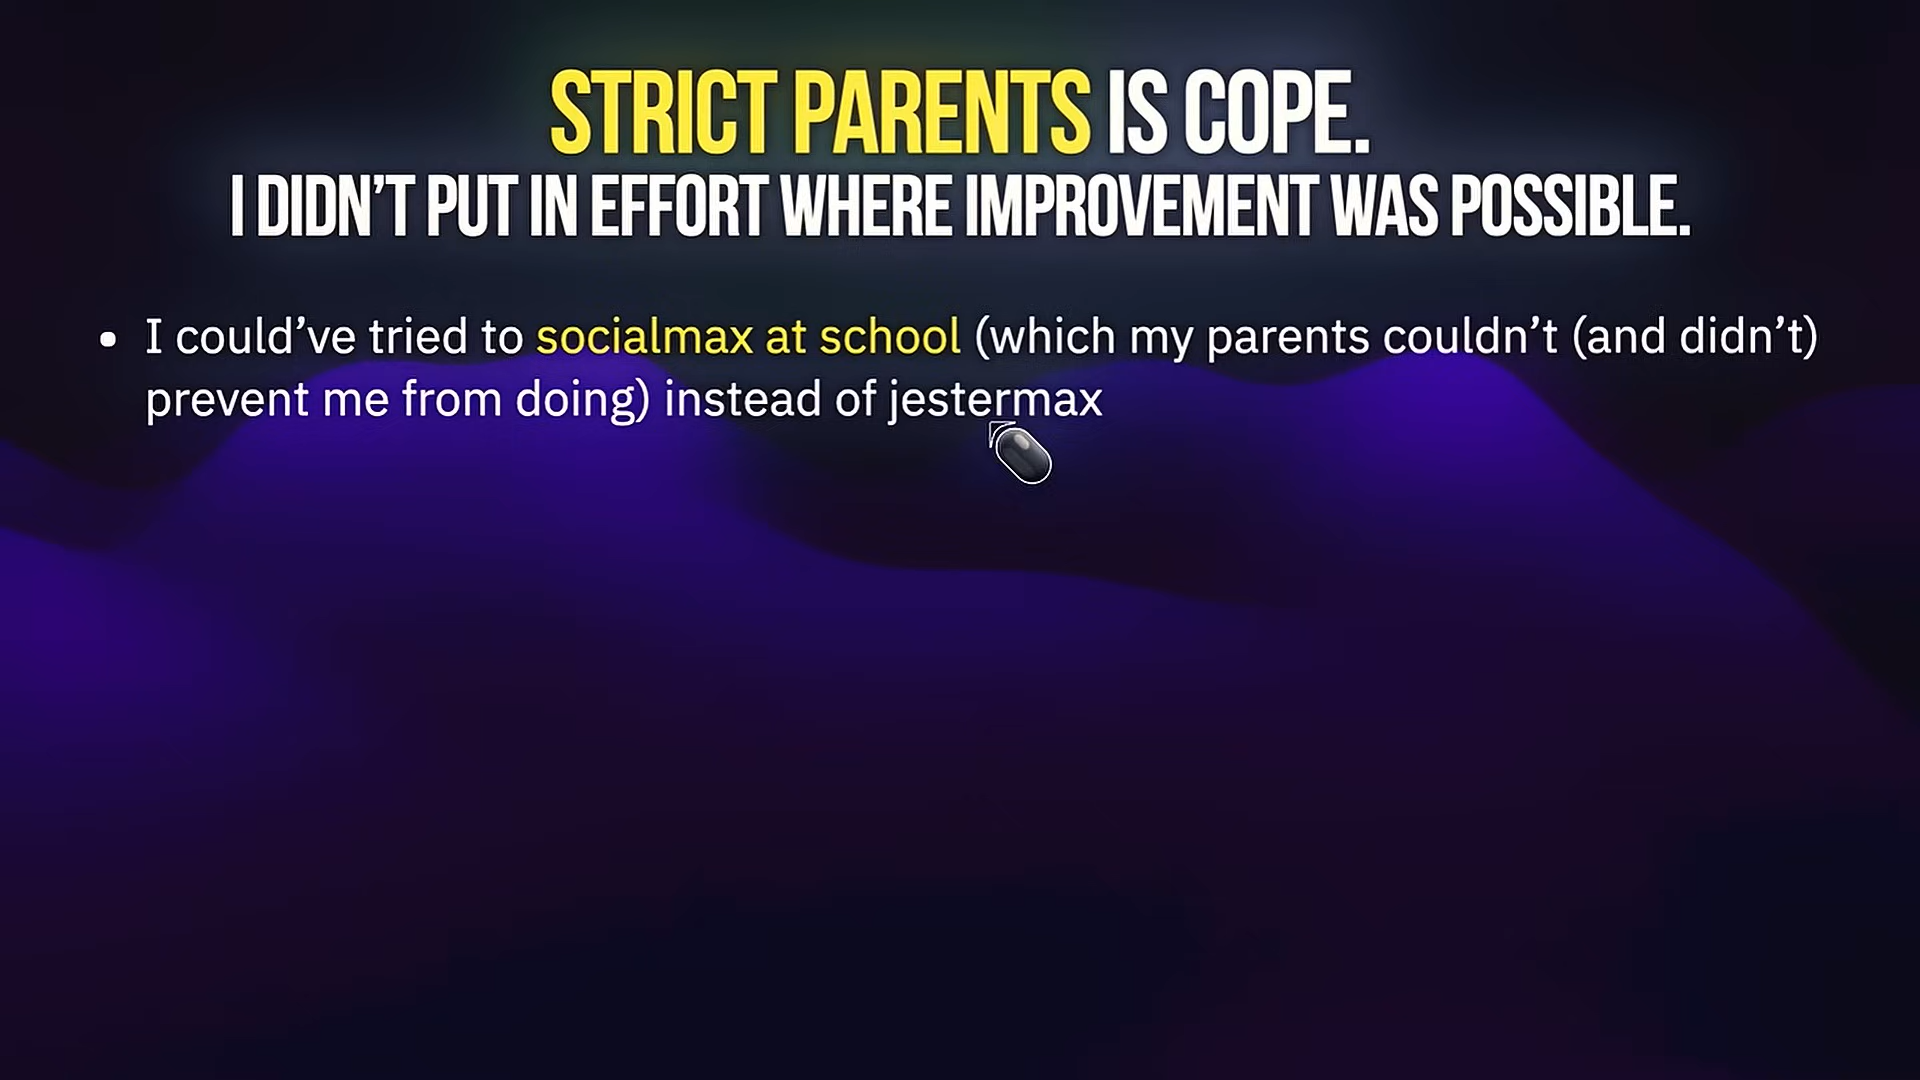 STRICT PARENTS IS COPE.
I DIDN’T PUT IN EFFORT WHERE IMPROVEMENT WAS POSSIBLE.
• I could’ve tried to socialmax at school (which my parents couldn’t (and didn’t)
prevent me from doing) instead of jestermax